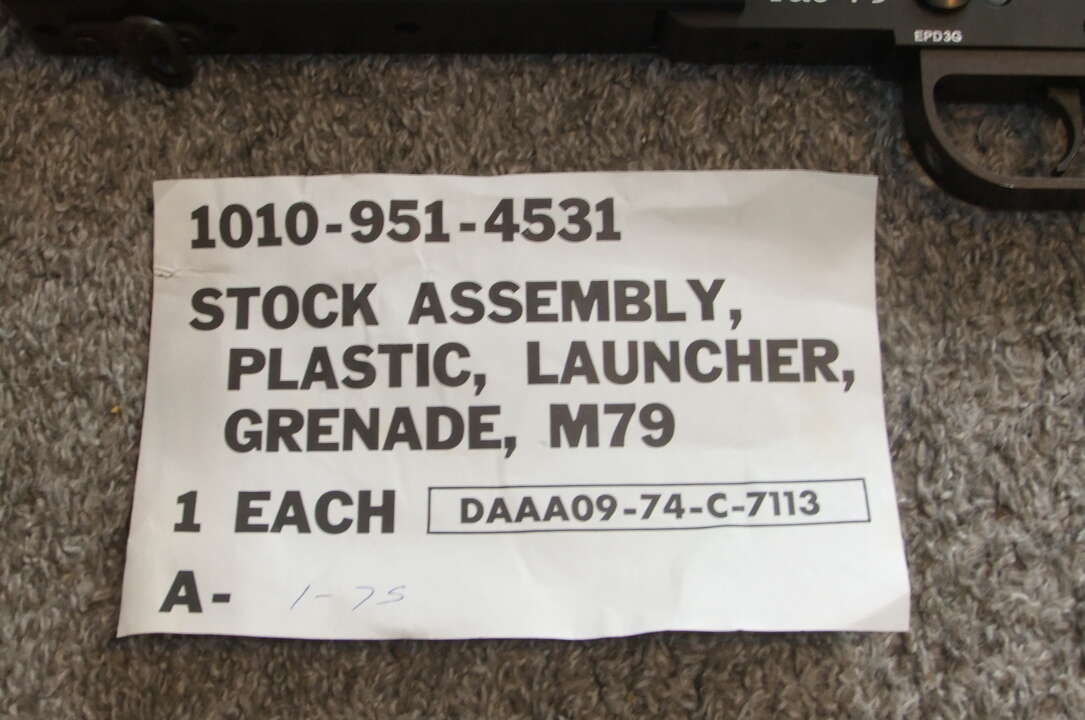 EPD3G
1010-951-4531
STOCK ASSEMBLY,
PLASTIC, LAUNCHER,
GRENADE, M79
1 EACH DAAA09-74-C-7113
A- 1-75